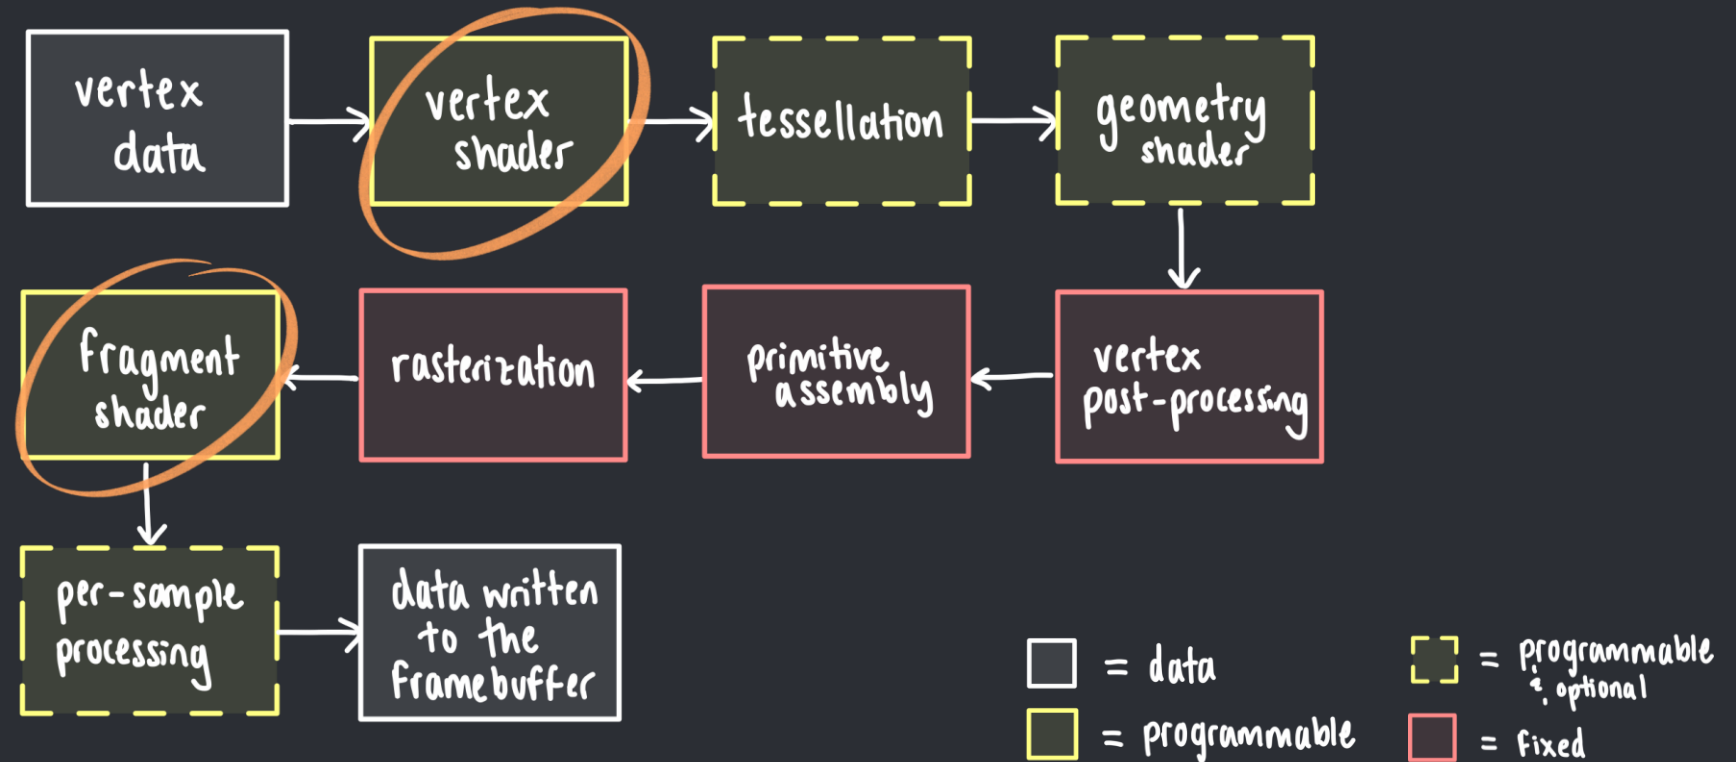 vertex
data
vertex
shader
tessellation
geometry
shader
vertex
post-processing
primitive
assembly
rasterization
fragment
shader
per-sample
processing
data written
to the
framebuffer
= data
= programmable
= programmable
& optional
= fixed